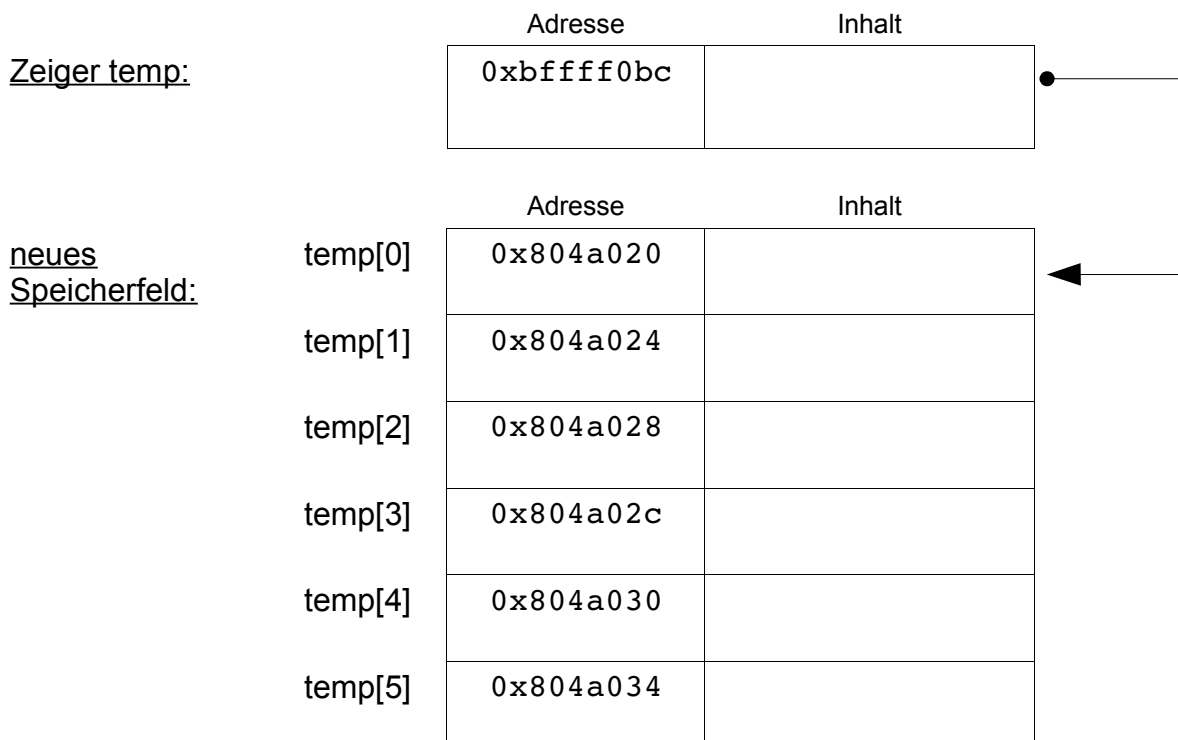 Adresse Inhalt
Zeiger temp: 0xbffff0bc
Adresse Inhalt
neues temp[0] 0x804a020
Speicherfeld:
temp[1] 0x804a024
temp[2] 0x804a028
temp[3] 0x804a02c
temp[4] 0x804a030
temp[5] 0x804a034